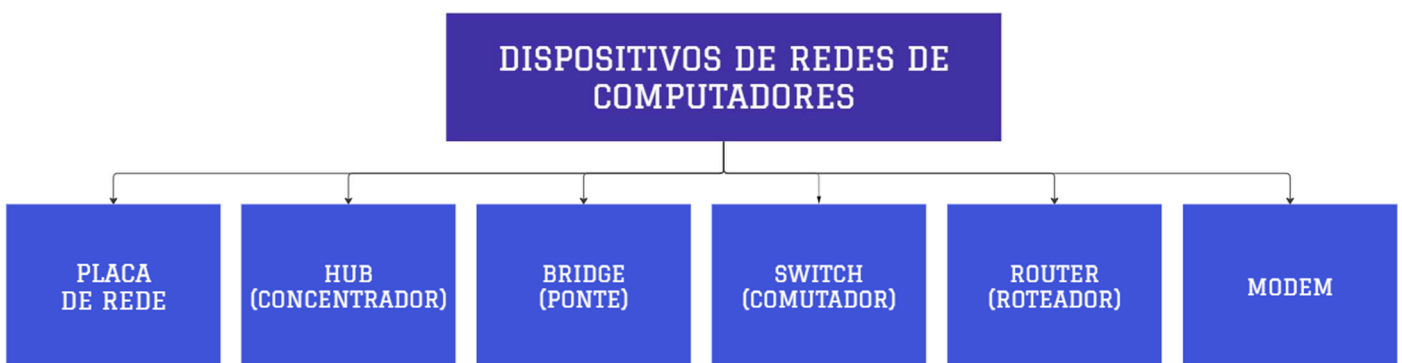 DISPOSITIVOS DE REDES DE
COMPUTADORES
PLACA
DE REDE
HUB
(CONCENTRADOR)
BRIDGE
(PONTE)
SWITCH
(COMUTADOR)
ROUTER
(ROTEADOR)
MODEM